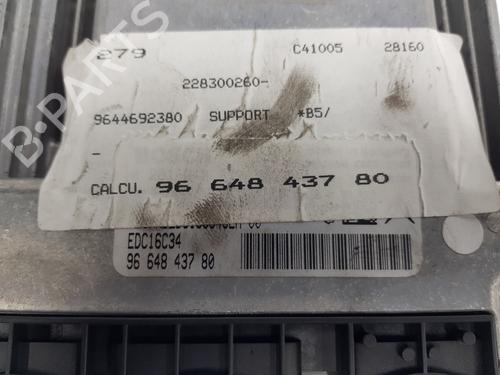 279 C41005 28160
228300260-
9644692380 SUPPORT *B5/
-
CALCU. 96 648 437 80
EDC16C34
96 648 437 80
B-PARTS